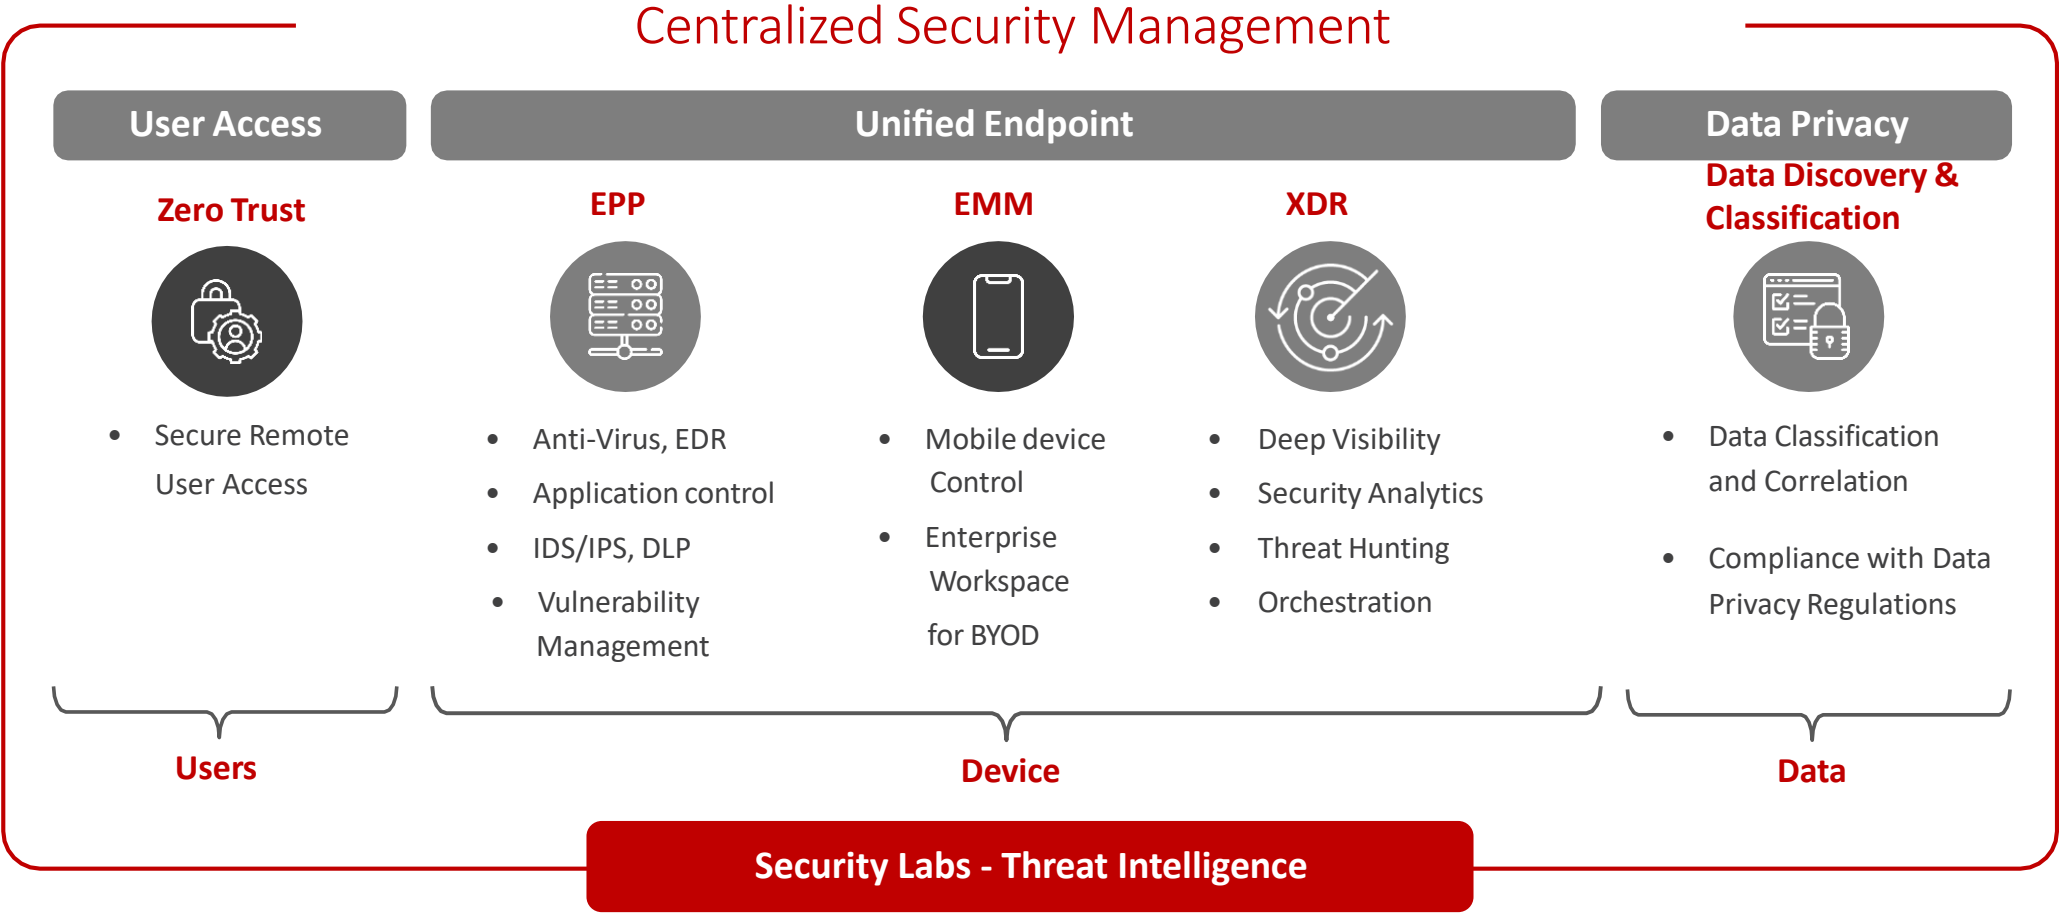 Centralized Security Management
User Access
Unified Endpoint
Data Privacy
Zero Trust
EPP
EMM
XDR
Data Discovery &
Classification
• Secure Remote
User Access
• Anti-Virus, EDR
• Application control
• IDS/IPS, DLP
• Vulnerability
Management
• Mobile device
Control
• Enterprise
Workspace
for BYOD
• Deep Visibility
• Security Analytics
• Threat Hunting
• Orchestration
• Data Classification
and Correlation
• Compliance with Data
Privacy Regulations
Users
Device
Data
Security Labs - Threat Intelligence